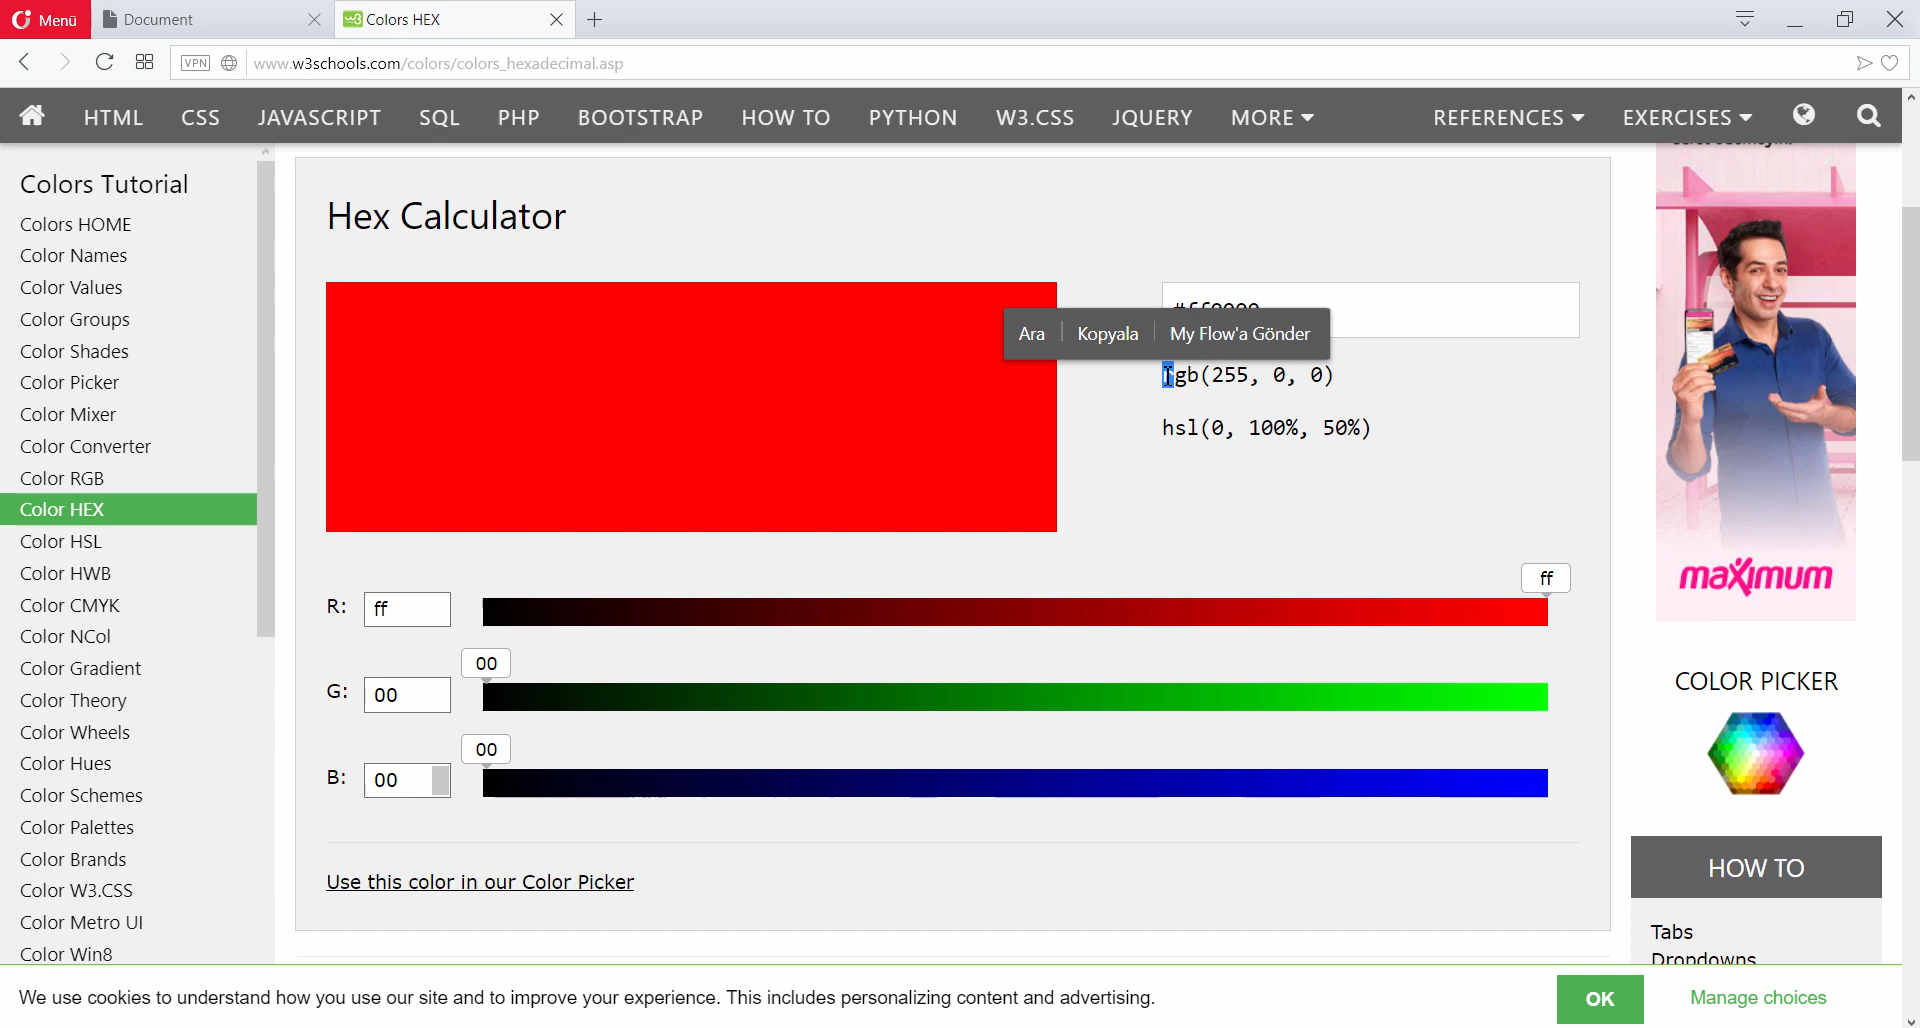 Menü
Document
Colors HEX
VPN
www.w3schools.com/colors/colors_hexadecimal.asp
HTML CSS JAVASCRIPT SQL PHP BOOTSTRAP HOW TO PYTHON W3.CSS JQUERY MORE REFERENCES EXERCISES
Colors Tutorial
Colors HOME
Color Names
Color Values
Color Groups
Color Shades
Color Picker
Color Mixer
Color Converter
Color RGB
Color HEX
Color HSL
Color HWB
Color CMYK
Color NCol
Color Gradient
Color Theory
Color Wheels
Color Hues
Color Schemes
Color Palettes
Color Brands
Color W3.CSS
Color Metro UI
Color Win8
Hex Calculator
#ff0000
Ara Kopyala My Flow'a Gönder
rgb(255, 0, 0)
hsl(0, 100%, 50%)
ff
R: ff
00
G: 00
00
B: 00
Use this color in our Color Picker
maximum
COLOR PICKER
HOW TO
Tabs
Dropdowns
We use cookies to understand how you use our site and to improve your experience. This includes personalizing content and advertising.
OK
Manage choices